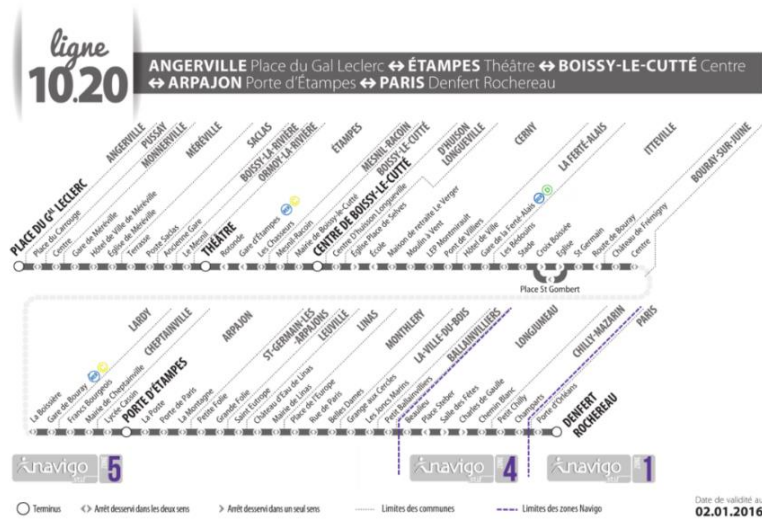 ligne
10.20
ANGERVILLE Place du Gal Leclerc ↔ ÉTAMPES Théâtre ↔ BOISSY-LE-CUTTÉ Centre
↔ ARPAJON Porte d'Étampes ↔ PARIS Denfert Rochereau
ANGERVILLE
PUSSAY
MONNERVILLE
MÉRÉVILLE
SACLAS
BOISSY-LA-RIVIÈRE
ORMOY-LA-RIVIÈRE
ÉTAMPES
MESNIL-RACOIN
BOISSY-LE-CUTTÉ
D'HUISON
LONGUEVILLE
CERNY
LA FERTÉ-ALAIS
ITTEVILLE
BOURAY-SUR-JUINE
PLACE DU Gal LECLERC
Place du Carrouge
Centre
Gare de Méréville
Hôtel de Ville de Méréville
Église de Méréville
Terrasse
Poste Saclas
Ancienne Gare
Le Mesnil
THÉÂTRE
Rotonde
Gare d'Étampes
Les Chasseurs
Mesnil-Racoin
Mairie de Boissy-le-Cutté
CENTRE DE BOISSY-LE-CUTTÉ
Centre D'huison Longueville
Église Place de Selves
École
Maison de retraite Le Verger
Moulin à Vent
LEP Montmirault
Pont de Villiers
Hôtel de Ville
Gare de la Ferté-Alais
Les Bédouins
Stade
Croix Boissée
Église
St Germain
Route de Bouray
Château de Frémigny
Centre
Place St Gombert
LARDY
CHEPTAINVILLE
ARPAJON
ST-GERMAIN-LES
-ARPAJONS
LEUVILLE
LINAS
MONTHLERY
LA-VILLE-DU-BOIS
BALLAINVILLIERS
LONGJUMEAU
CHILLY-MAZARIN
PARIS
La Boissière
Gare de Bouray
Francs Bourgeois
Mairie de Cheptainville
Lycée Cassin
PORTE D'ÉTAMPES
La Poste
Porte de Paris
La Montagne
Petite Folie
Grande Folie
Saint Eutrope
Château d'Eau de Linas
Mairie de Linas
Place de l'Europe
Rue de Paris
Belles Dames
Grange aux Cercles
Les Joncs Marins
Petit Ballainvilliers
Beaulieu
Place Steber
Salle des Fêtes
Charles de Gaulle
Chemin Blanc
Petit Chilly
Champarts
Porte d'Orléans
DENFERT
ROCHEREAU
navigo 5
navigo 4
navigo 1
Terminus
Arrêt desservi dans les deux sens
Arrêt desservi dans un seul sens
Limites des communes
Limites des zones Navigo
Date de validité au
02.01.2016